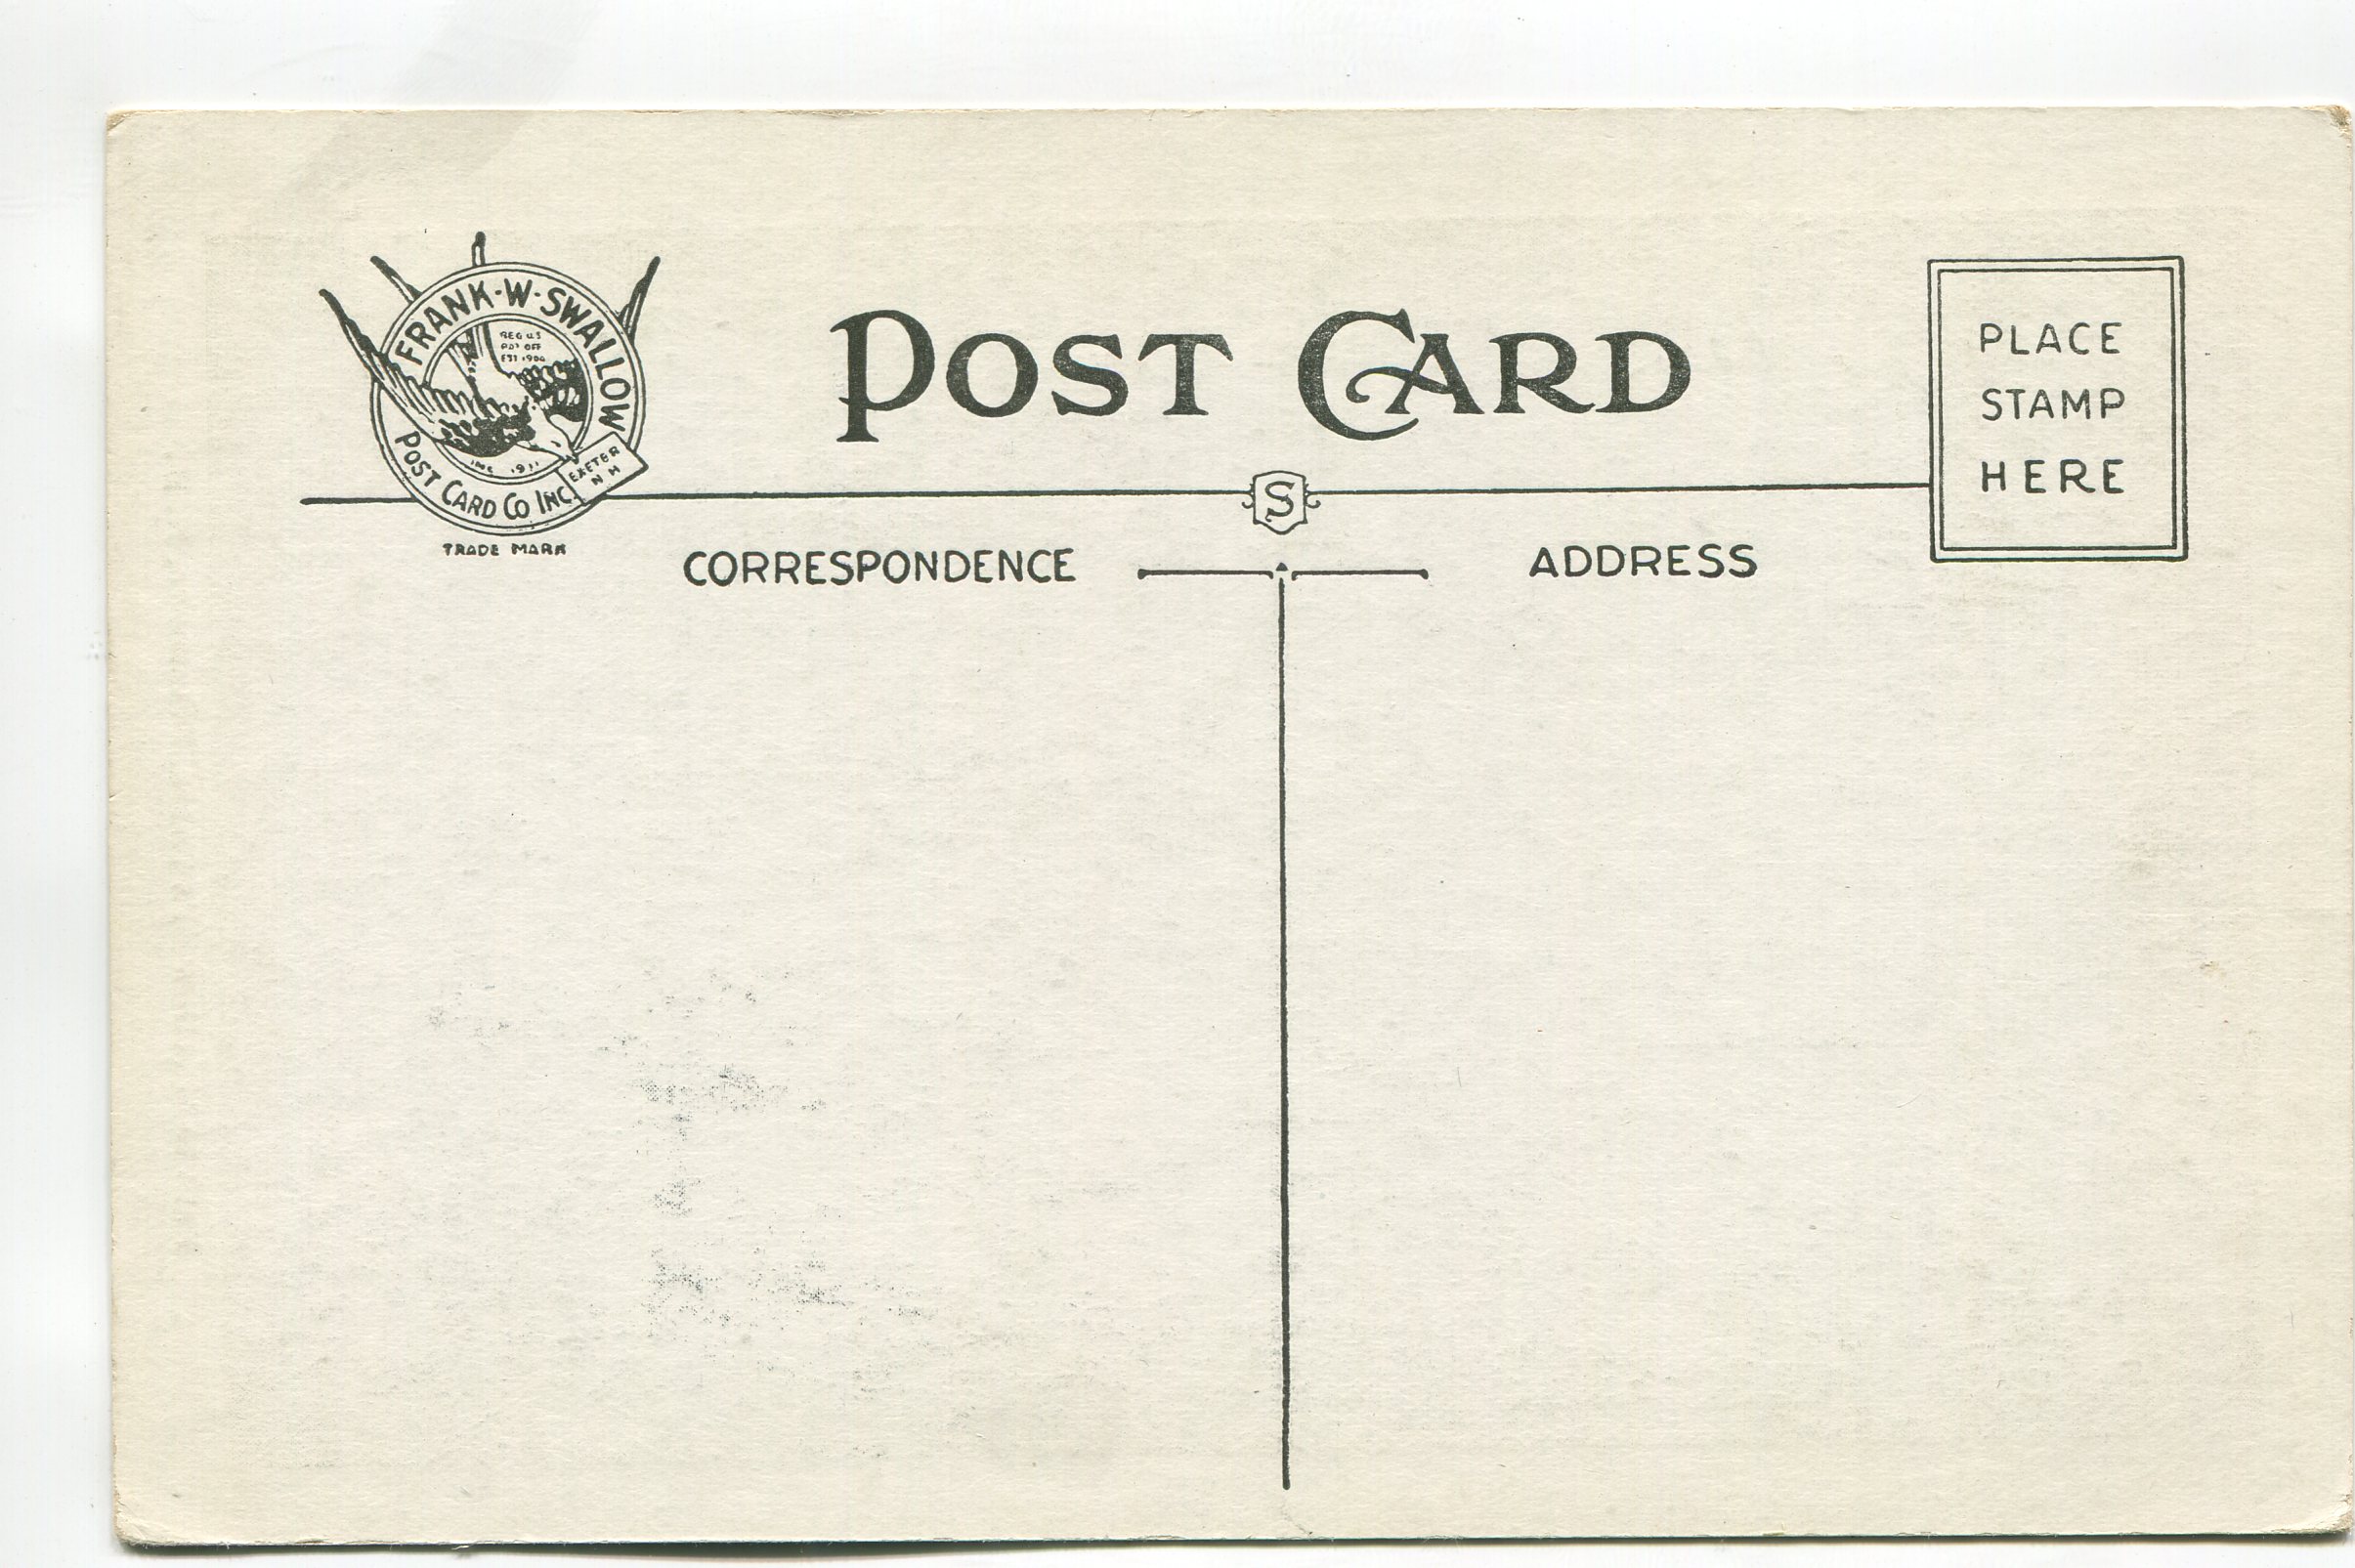 FRANK·W·SWALLOW
POST CARD CO INC.
REG U S
PAT OFF
EST 1904
INC 1911
EXETER
N H
TRADE MARK
POST CARD
PLACE
STAMP
HERE
S
CORRESPONDENCE
ADDRESS